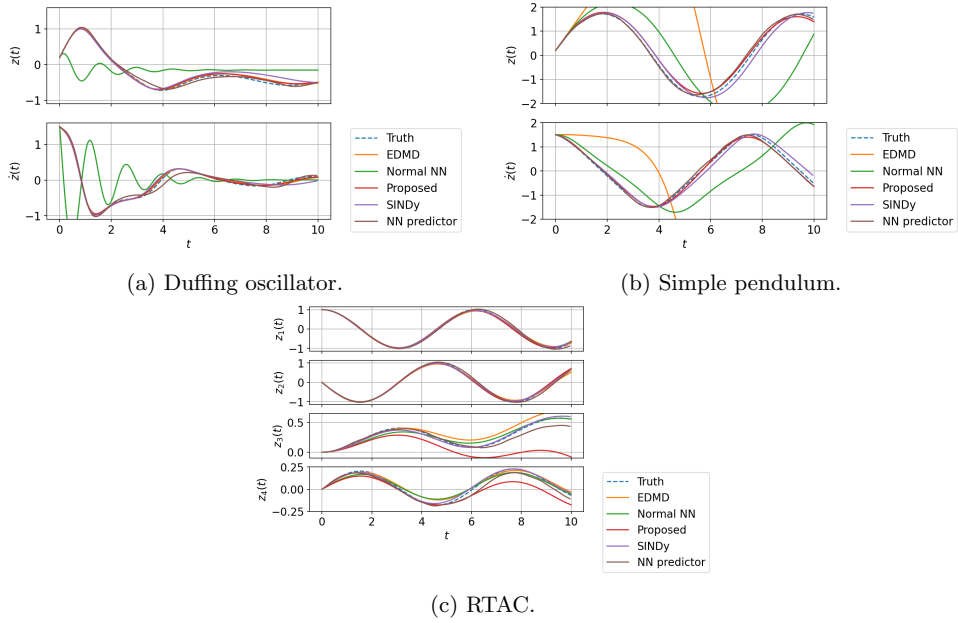 z(t)
1
0
−1
ż(t)
1
0
−1
0
2
4
6
8
10
t
Truth
EDMD
Normal NN
Proposed
SINDy
NN predictor
(a) Duffing oscillator.
z(t)
2
1
0
−1
−2
ż(t)
2
1
0
−1
−2
0
2
4
6
8
10
t
Truth
EDMD
Normal NN
Proposed
SINDy
NN predictor
(b) Simple pendulum.
z₁(t)
1
0
−1
z₂(t)
1
0
−1
z₃(t)
0.5
0.0
z₄(t)
0.25
0.00
−0.25
0
2
4
6
8
10
t
Truth
EDMD
Normal NN
Proposed
SINDy
NN predictor
(c) RTAC.